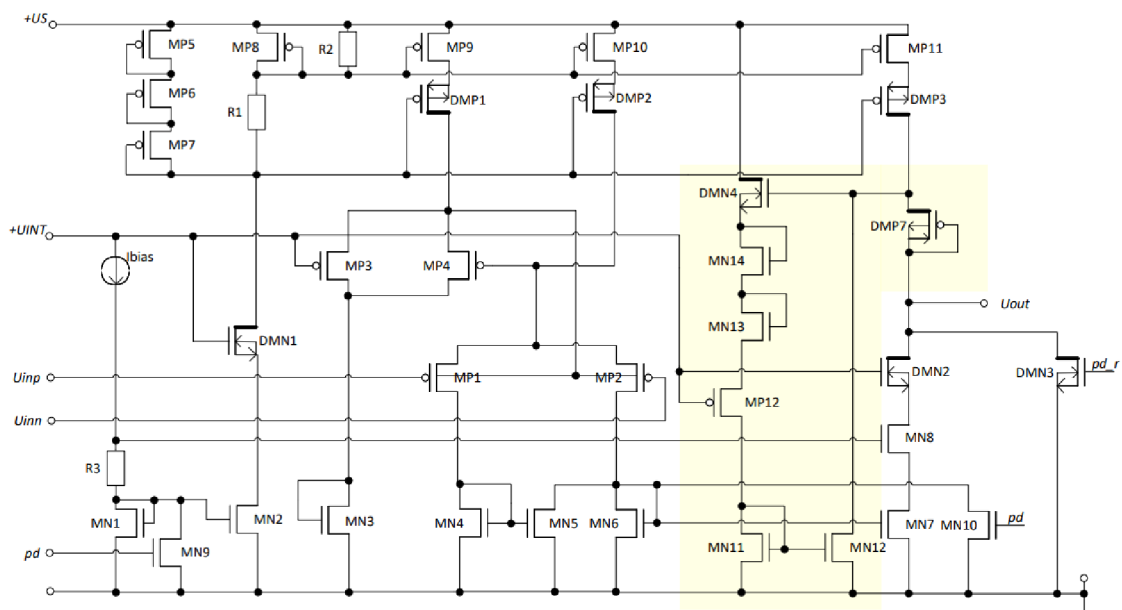 +US
MP5
MP8
R2
MP9
MP10
MP11
MP6
R1
DMP1
DMP2
DMP3
MP7
DMN4
+UINT
DMP7
Ibias
MP3
MP4
MN14
Uout
MN13
DMN1
Uinp
MP1
MP2
DMN2
DMN3
pd_r
MP12
Uinn
MN8
R3
MN1
MN2
MN3
MN4
MN5
MN6
MN7
MN10
pd
MN9
MN11
MN12
pd